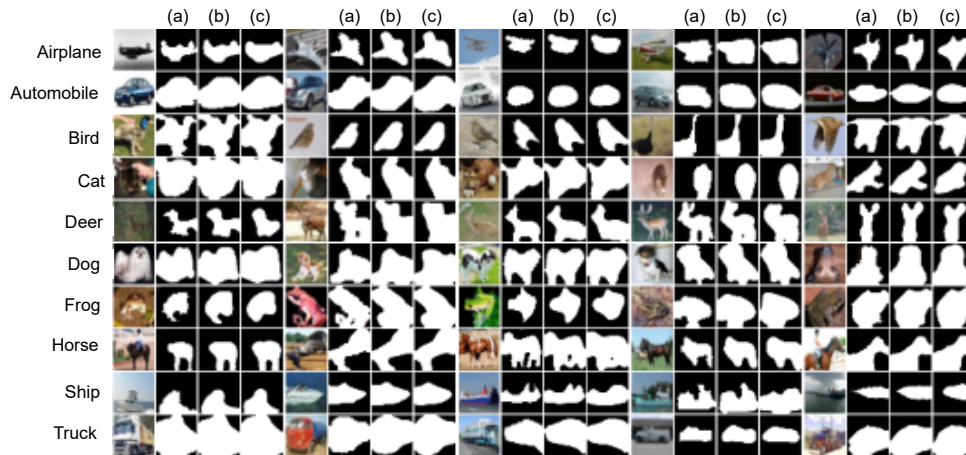 (a) (b) (c) (a) (b) (c) (a) (b) (c) (a) (b) (c) (a) (b) (c)
Airplane
Automobile
Bird
Cat
Deer
Dog
Frog
Horse
Ship
Truck